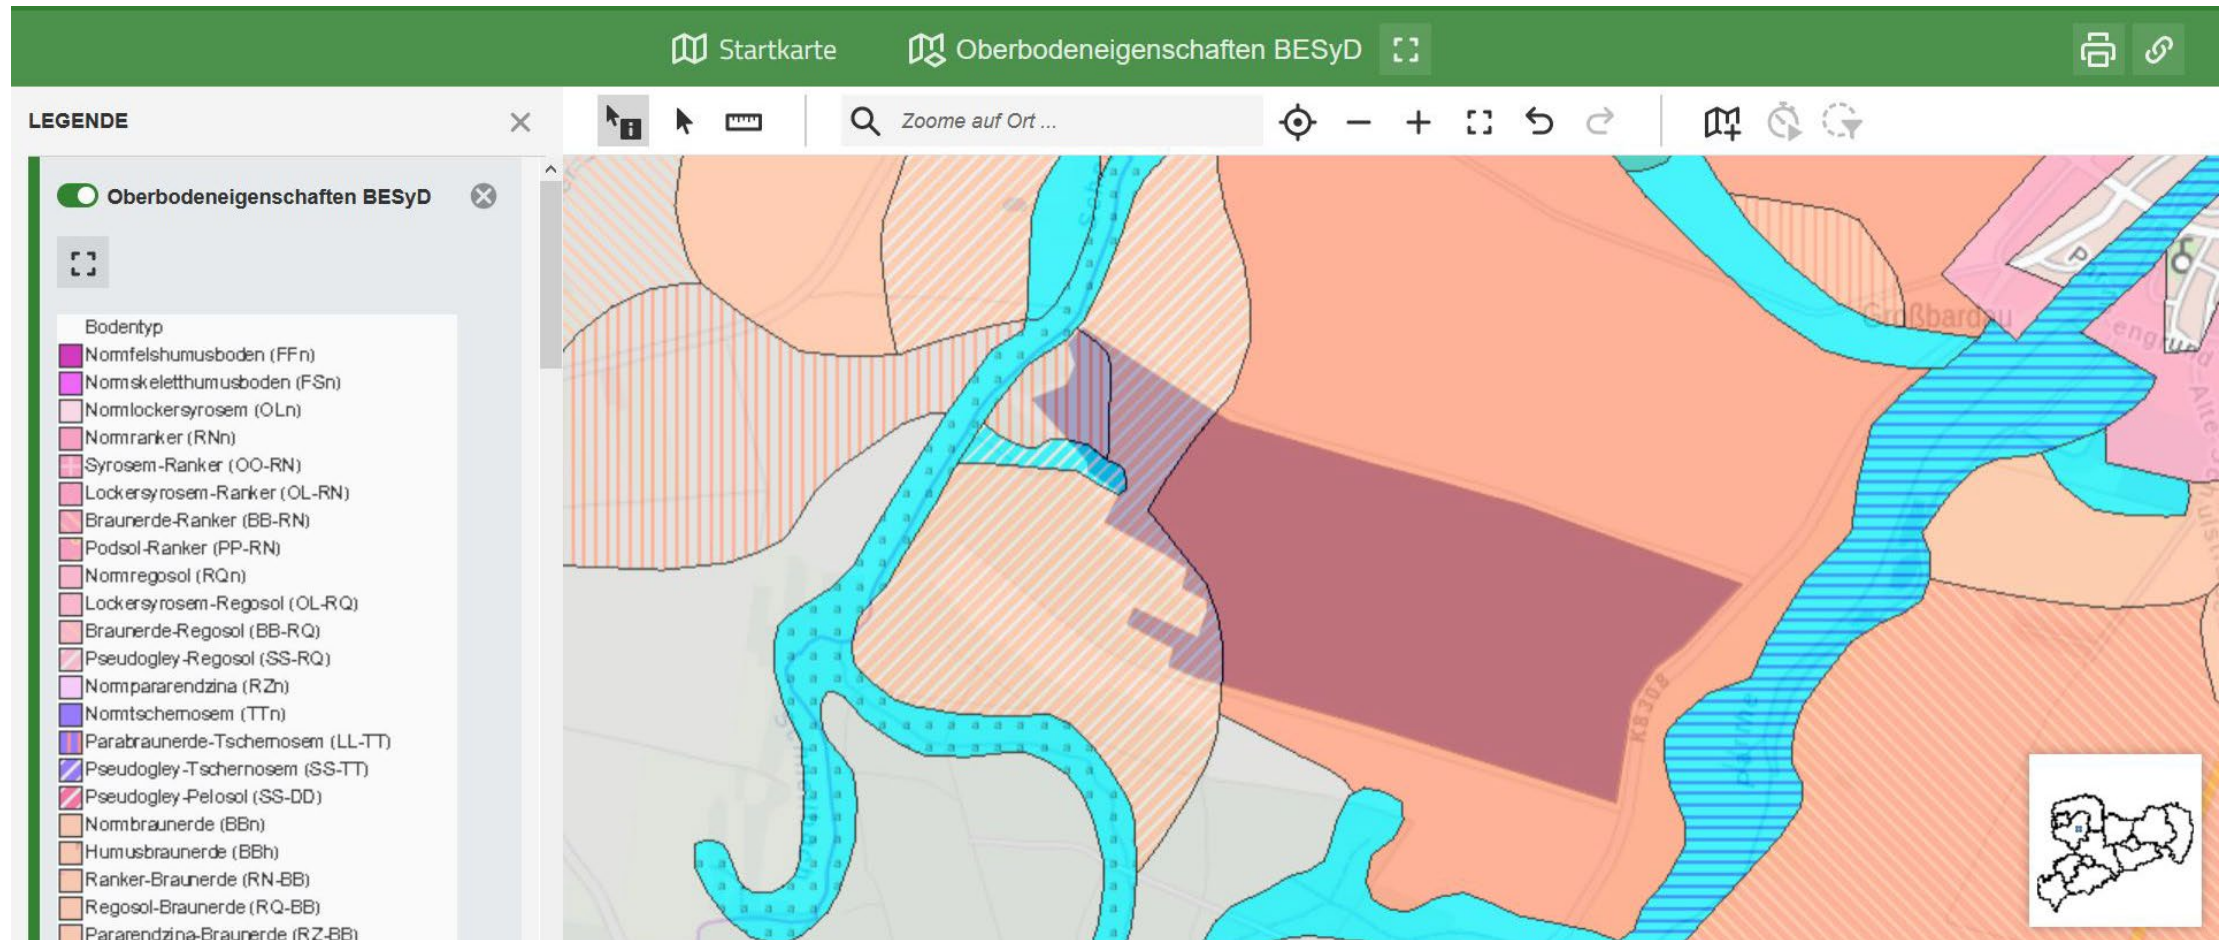 Startkarte
Oberbodeneigenschaften BESyD
LEGENDE
Zoome auf Ort ...
Oberbodeneigenschaften BESyD
Bodentyp
Normfelshumusboden (FFn)
Normskeletthumusboden (FSn)
Normlockersyrosem (OLn)
Normranker (RNn)
Syrosem-Ranker (OO-RN)
Lockersyrosem-Ranker (OL-RN)
Braunerde-Ranker (BB-RN)
Podsol-Ranker (PP-RN)
Normregosol (RQn)
Lockersyrosem-Regosol (OL-RQ)
Braunerde-Regosol (BB-RQ)
Pseudogley-Regosol (SS-RQ)
Normpararendzina (RZn)
Normtschernosem (TTn)
Parabraunerde-Tschernosem (LL-TT)
Pseudogley-Tschernosem (SS-TT)
Pseudogley-Pelosol (SS-DD)
Normbraunerde (BBn)
Humusbraunerde (BBh)
Ranker-Braunerde (RN-BB)
Regosol-Braunerde (RQ-BB)
Pararendzina-Braunerde (RZ-BB)
Großbardau
K8308
Parthe